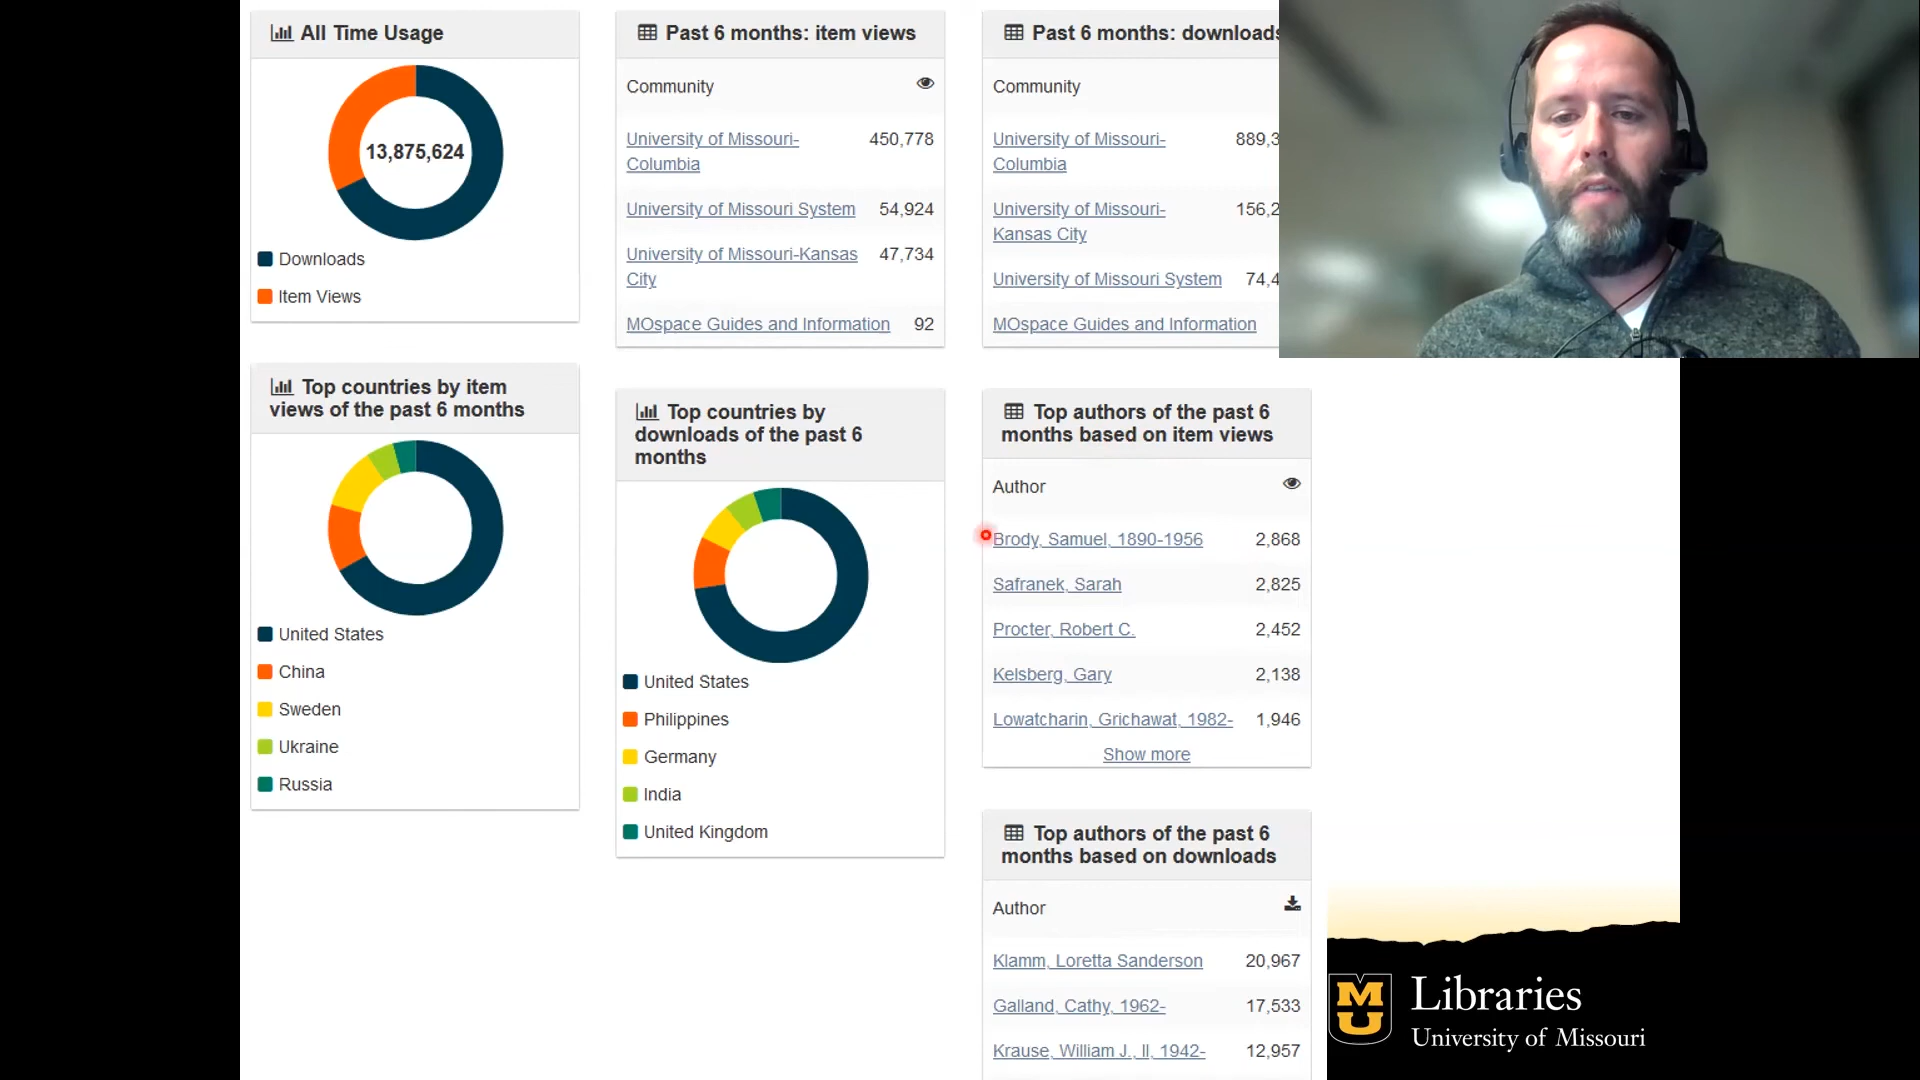 All Time Usage
13,875,624
Downloads
Item Views
Past 6 months: item views
Community
University of Missouri-
Columbia
450,778
University of Missouri System 54,924
University of Missouri-Kansas
City
47,734
MOspace Guides and Information 92
Past 6 months: downloads
Community
University of Missouri-
Columbia
889,3
University of Missouri-
Kansas City
156,2
University of Missouri System 74,4
MOspace Guides and Information
Top countries by item
views of the past 6 months
United States
China
Sweden
Ukraine
Russia
Top countries by
downloads of the past 6
months
United States
Philippines
Germany
India
United Kingdom
Top authors of the past 6
months based on item views
Author
Brody, Samuel, 1890-1956 2,868
Safranek, Sarah 2,825
Procter, Robert C. 2,452
Kelsberg, Gary 2,138
Lowatcharin, Grichawat, 1982- 1,946
Show more
Top authors of the past 6
months based on downloads
Author
Klamm, Loretta Sanderson 20,967
Galland, Cathy, 1962- 17,533
Krause, William J., II, 1942- 12,957
MU
Libraries
University of Missouri